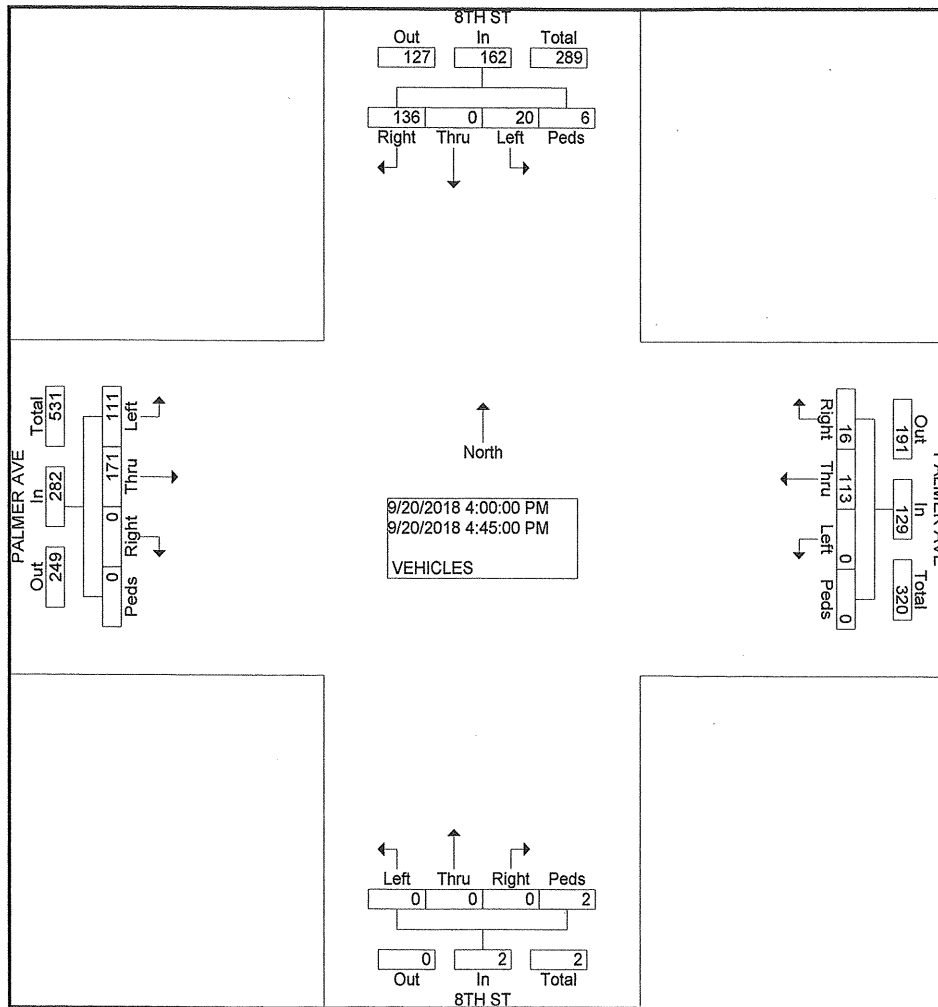 8TH ST
Out In Total
127 162 289
136 0 20 6
Right Thru Left Peds
PALMER AVE
Total In Out
531 282 249
111 171 0 0
Left Thru Right Peds
North
9/20/2018 4:00:00 PM
9/20/2018 4:45:00 PM
VEHICLES
Right Thru Left Peds
16 113 0 0
Out In Total
191 129 320
PALMER AVE
Left Thru Right Peds
0 0 0 2
0 2 2
Out In Total
8TH ST